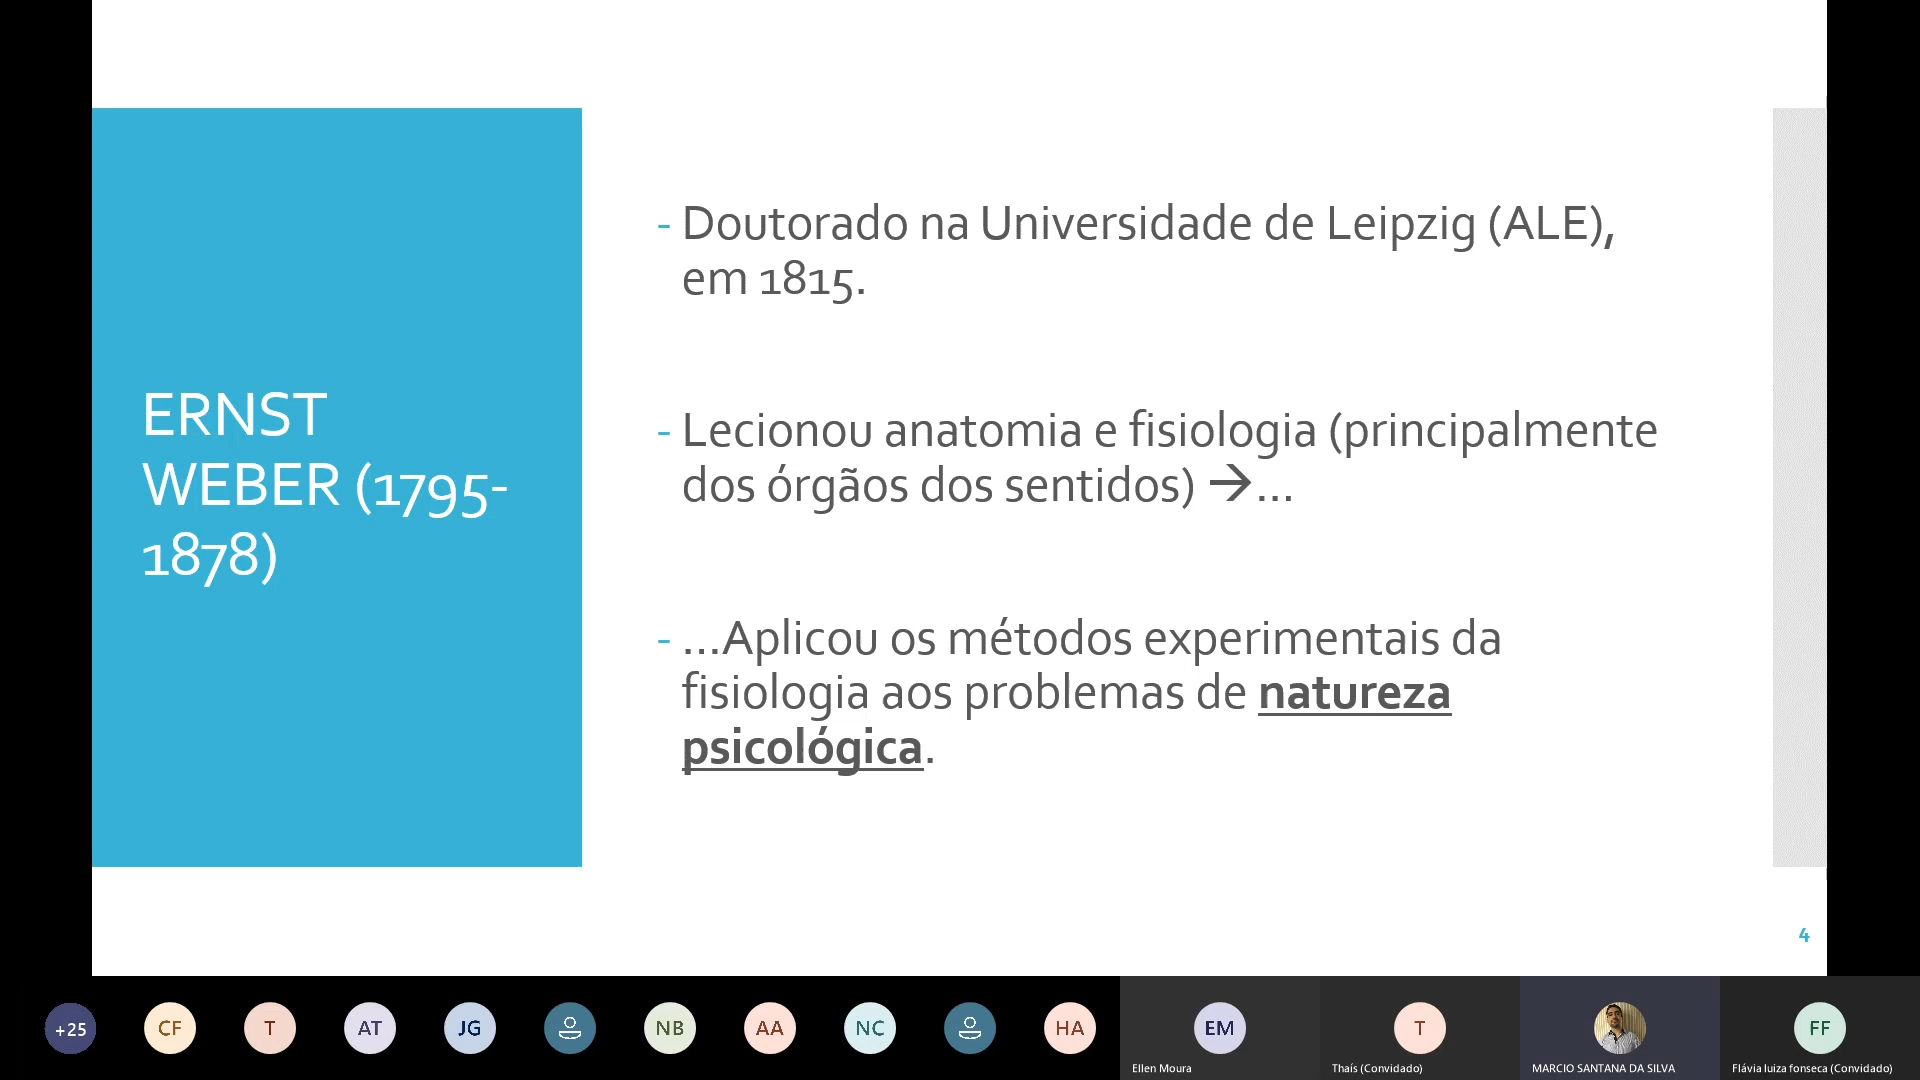 ERNST
WEBER (1795-
1878)
- Doutorado na Universidade de Leipzig (ALE),
em 1815.
- Lecionou anatomia e fisiologia (principalmente
dos órgãos dos sentidos) →...
- ...Aplicou os métodos experimentais da
fisiologia aos problemas de natureza
psicológica.
4
+25
CF
T
AT
JG
NB
AA
NC
HA
EM
Ellen Moura
T
Thaís (Convidado)
MARCIO SANTANA DA SILVA
FF
Flávia luiza fonseca (Convidado)